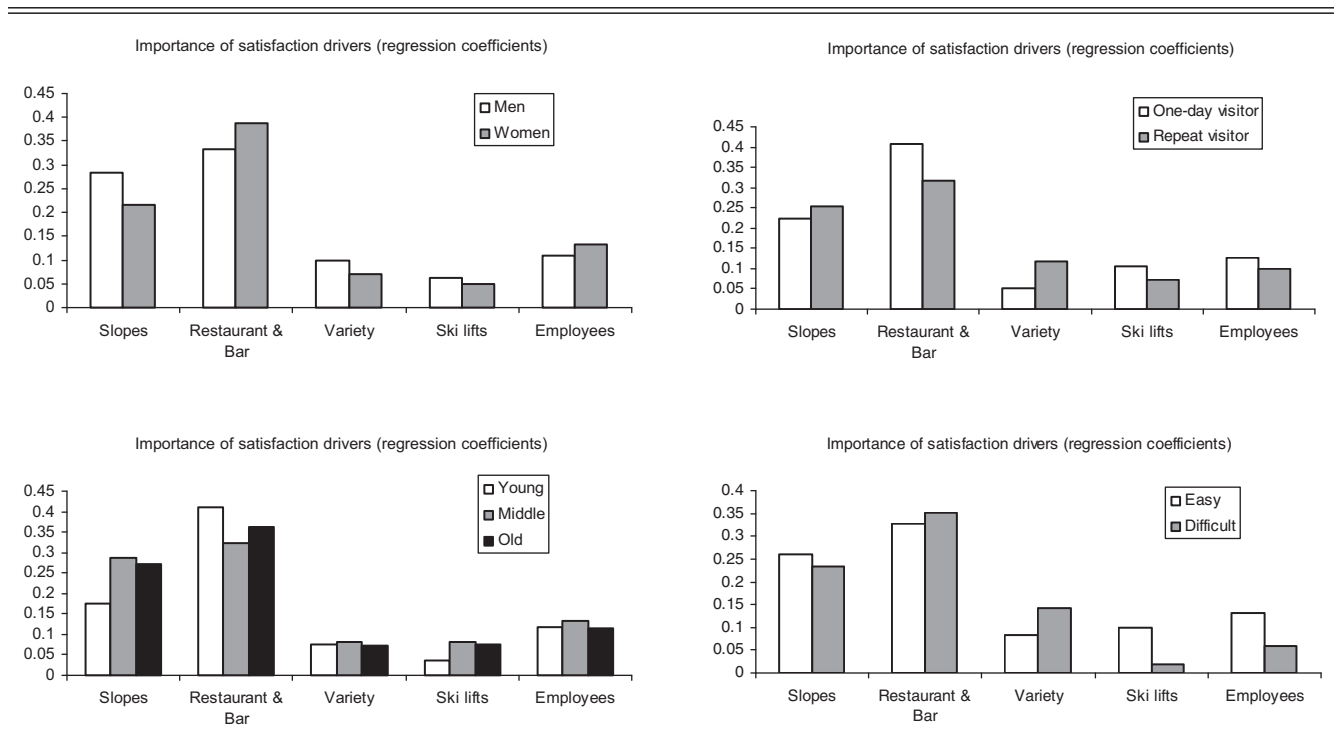 Importance of satisfaction drivers (regression coefficients)
0.45
0.4
0.35
0.3
0.25
0.2
0.15
0.1
0.05
0
Men
Women
Slopes
Restaurant &
Bar
Variety
Ski lifts
Employees
Importance of satisfaction drivers (regression coefficients)
0.45
0.4
0.35
0.3
0.25
0.2
0.15
0.1
0.05
0
One-day visitor
Repeat visitor
Slopes
Restaurant &
Bar
Variety
Ski lifts
Employees
Importance of satisfaction drivers (regression coefficients)
0.45
0.4
0.35
0.3
0.25
0.2
0.15
0.1
0.05
0
Young
Middle
Old
Slopes
Restaurant &
Bar
Variety
Ski lifts
Employees
Importance of satisfaction drivers (regression coefficients)
0.4
0.35
0.3
0.25
0.2
0.15
0.1
0.05
0
Easy
Difficult
Slopes
Restaurant &
Bar
Variety
Ski lifts
Employees